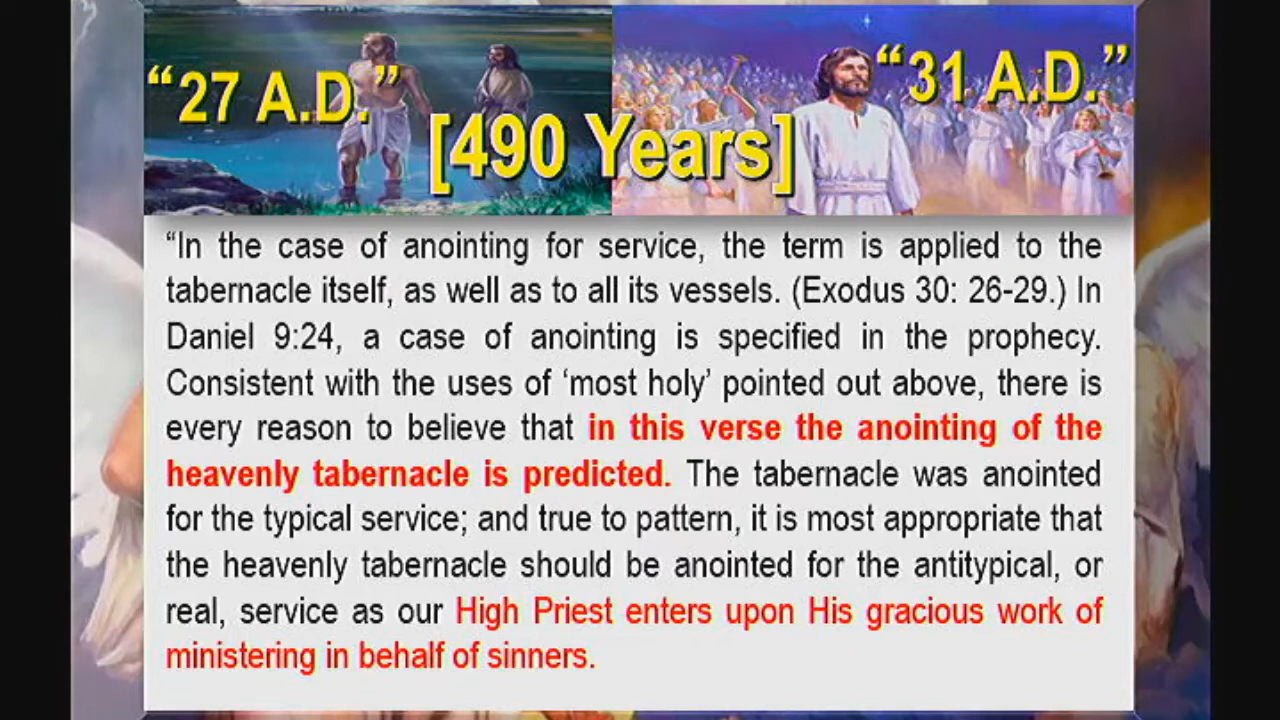 “27 A.D.”
“31 A.D.”
[490 Years]
“In the case of anointing for service, the term is applied to the
tabernacle itself, as well as to all its vessels. (Exodus 30: 26-29.) In
Daniel 9:24, a case of anointing is specified in the prophecy.
Consistent with the uses of ‘most holy’ pointed out above, there is
every reason to believe that in this verse the anointing of the
heavenly tabernacle is predicted. The tabernacle was anointed
for the typical service; and true to pattern, it is most appropriate that
the heavenly tabernacle should be anointed for the antitypical, or
real, service as our High Priest enters upon His gracious work of
ministering in behalf of sinners.